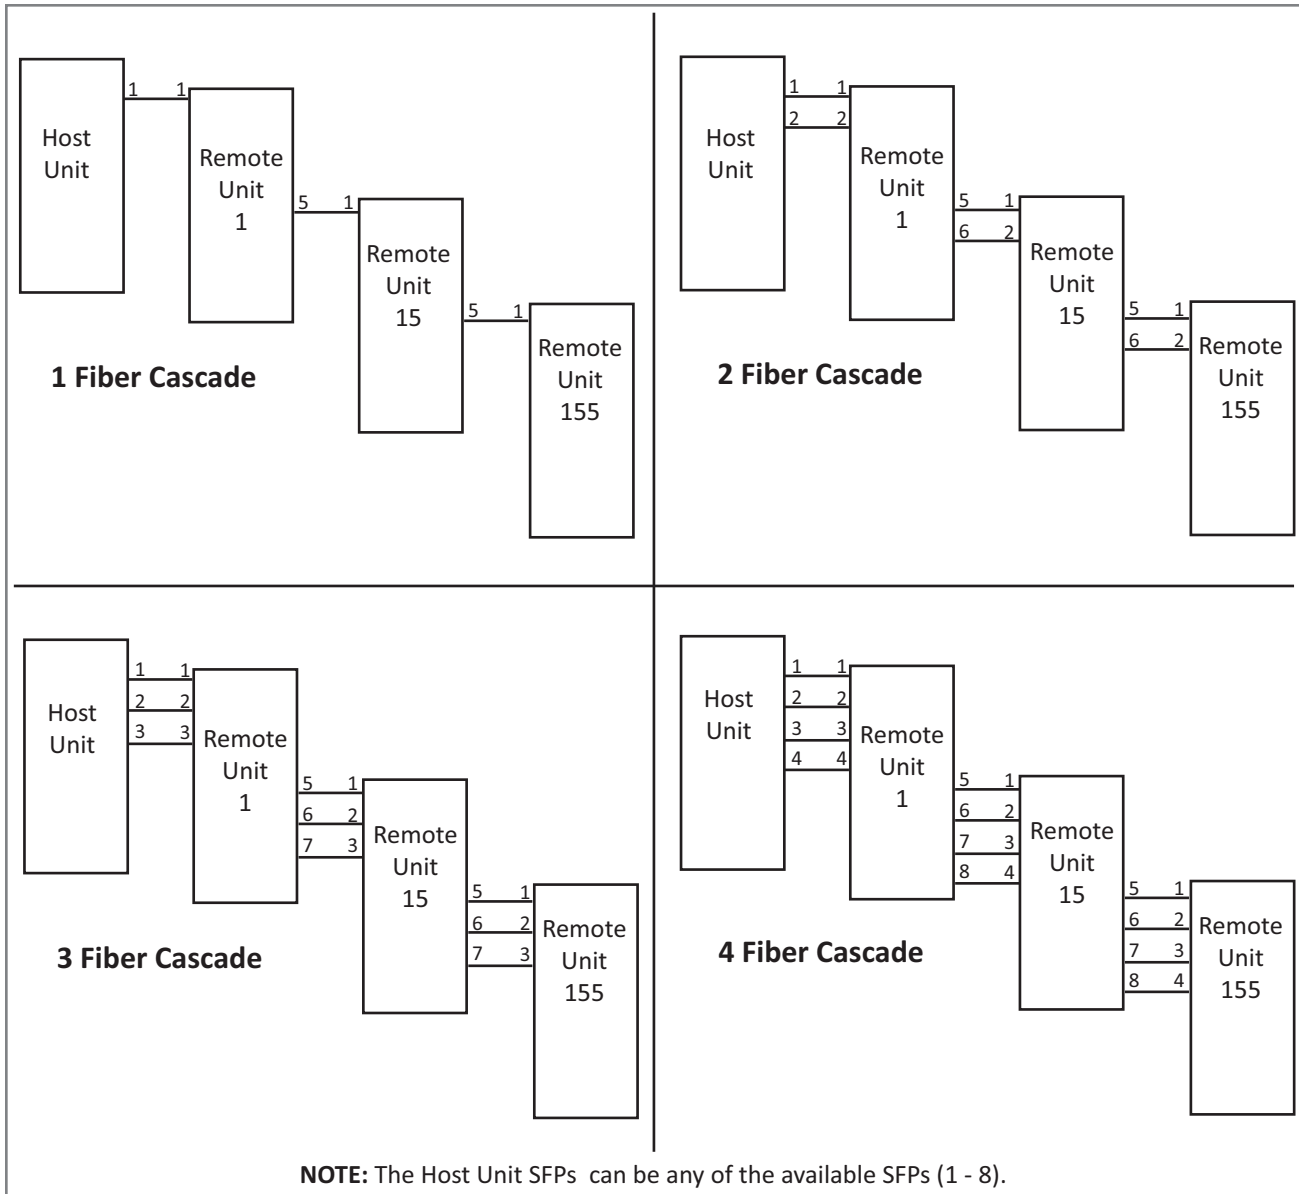 1 1
Host
Unit
Remote
Unit
1
5 1
Remote
Unit
15
5 1
Remote
Unit
155
1 Fiber Cascade
1 1
2 2
Host
Unit
Remote
Unit
1
5 1
6 2
Remote
Unit
15
5 1
6 2
Remote
Unit
155
2 Fiber Cascade
1 1
2 2
3 3
Host
Unit
Remote
Unit
1
5 1
6 2
7 3
Remote
Unit
15
5 1
6 2
7 3
Remote
Unit
155
3 Fiber Cascade
1 1
2 2
3 3
4 4
Host
Unit
Remote
Unit
1
5 1
6 2
7 3
8 4
Remote
Unit
15
5 1
6 2
7 3
8 4
Remote
Unit
155
4 Fiber Cascade
NOTE: The Host Unit SFPs can be any of the available SFPs (1 - 8).